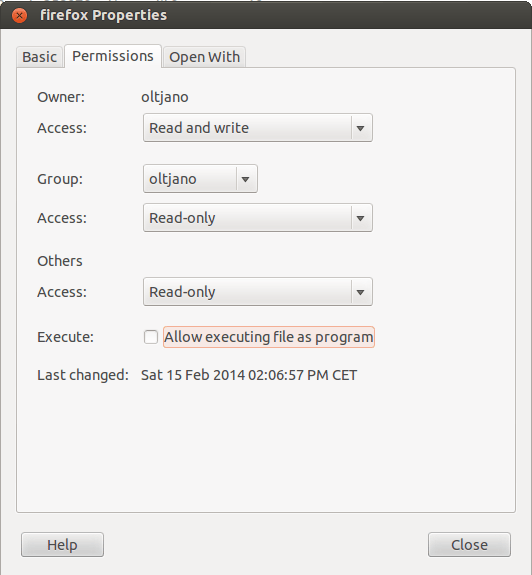 firefox Properties
Basic Permissions Open With
Owner: oltjano
Access: Read and write
Group: oltjano
Access: Read-only
Others
Access: Read-only
Execute: Allow executing file as program
Last changed: Sat 15 Feb 2014 02:06:57 PM CET
Help Close